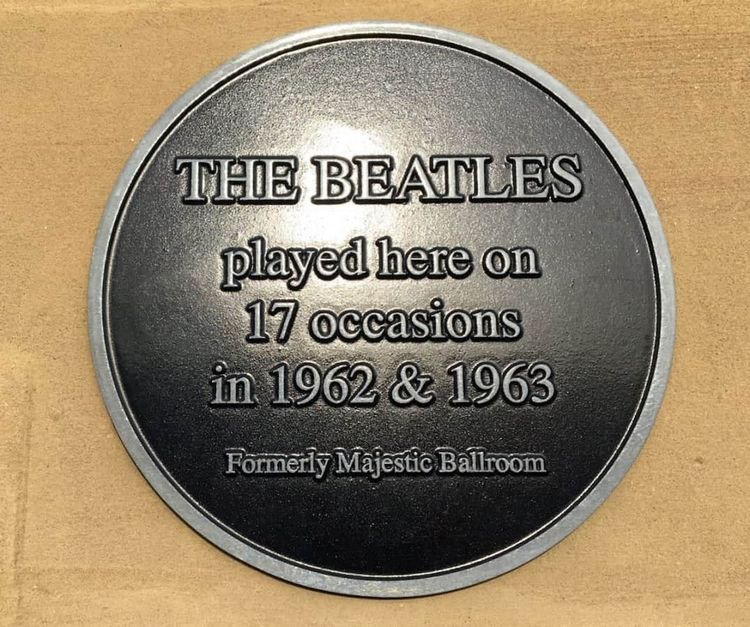 THE BEATLES
played here on
17 occasions
in 1962 & 1963
Formerly Majestic Ballroom